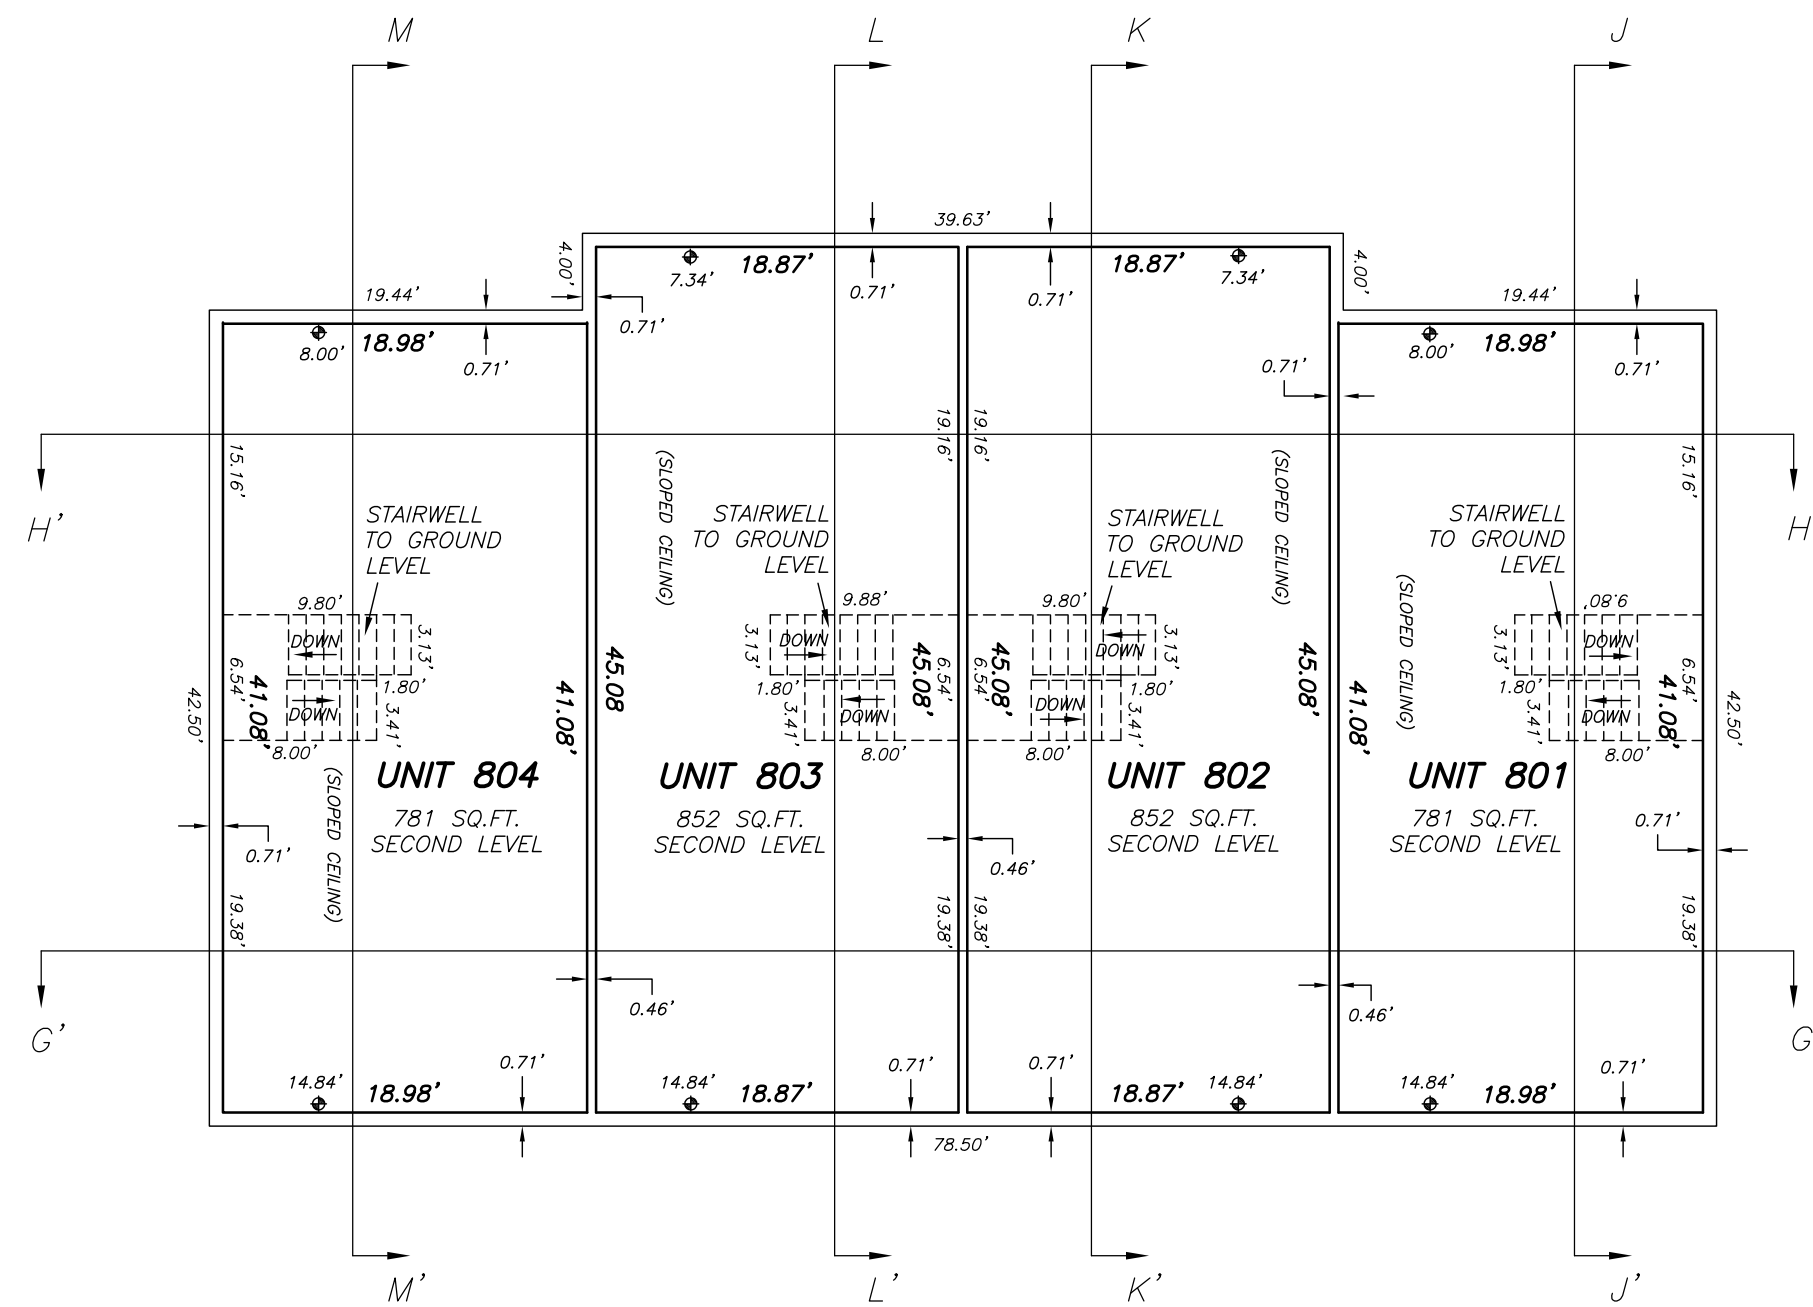 M
L
K
J
39.63'
4.00'
7.34'
18.87'
0.71'
0.71'
18.87'
7.34'
4.00'
19.44'
0.71'
19.44'
8.00'
18.98'
0.71'
0.71'
8.00'
18.98'
0.71'
15.16'
19.16'
19.16'
15.16'
H'
H
(SLOPED CEILING)
(SLOPED CEILING)
STAIRWELL
TO GROUND
LEVEL
STAIRWELL
TO GROUND
LEVEL
STAIRWELL
TO GROUND
LEVEL
STAIRWELL
TO GROUND
LEVEL
(SLOPED CEILING)
9.80'
9.88'
9.80'
9.80'
DOWN
3.13'
3.13'
DOWN
DOWN
3.13'
3.13'
DOWN
6.54'
41.08'
1.80'
41.08'
45.08
1.80'
45.08'
6.54'
45.08'
1.80'
45.08'
41.08'
1.80'
6.54'
41.08'
42.50'
DOWN
3.41'
3.41'
DOWN
DOWN
3.41'
3.41'
DOWN
42.50'
8.00'
8.00'
8.00'
8.00'
UNIT 804
781 SQ.FT.
SECOND LEVEL
UNIT 803
852 SQ.FT.
SECOND LEVEL
UNIT 802
852 SQ.FT.
SECOND LEVEL
UNIT 801
781 SQ.FT.
SECOND LEVEL
(SLOPED CEILING)
0.71'
0.46'
0.71'
19.38'
19.38'
19.38'
19.38'
G'
G
0.46'
0.46'
14.84'
18.98'
0.71'
14.84'
18.87'
0.71'
0.71'
18.87'
14.84'
14.84'
18.98'
0.71'
78.50'
M'
L'
K'
J'